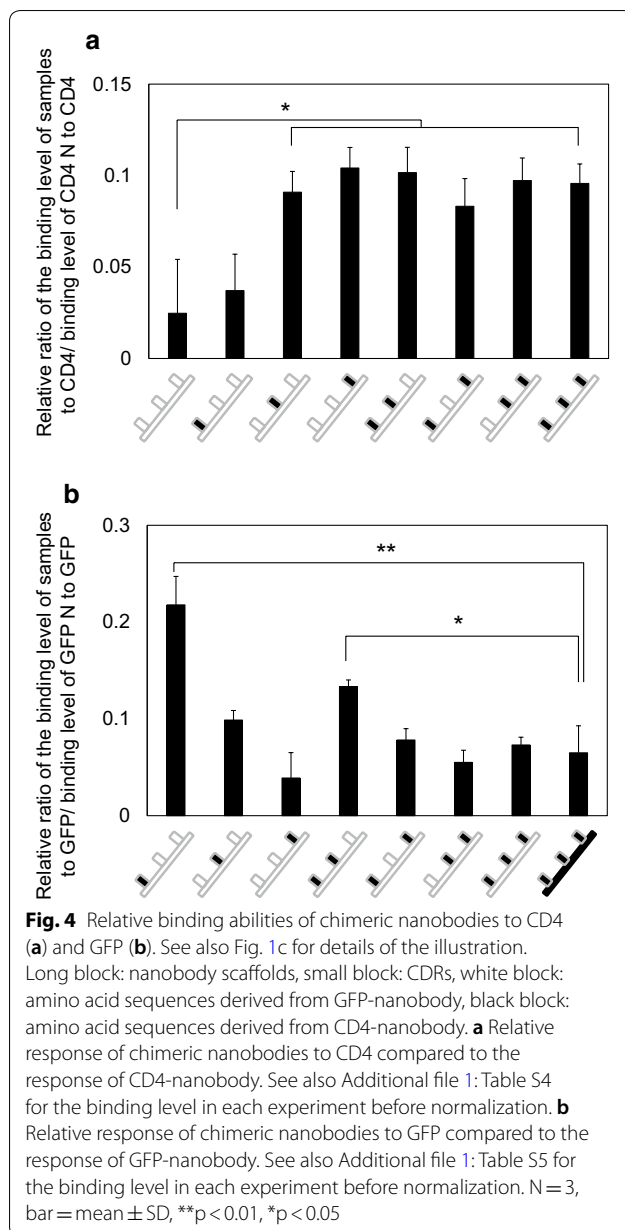 a
Relative ratio of the binding level of samples
to CD4/ binding level of CD4 N to CD4
0.15
0.1
0.05
0
*
b
Relative ratio of the binding level of samples
to GFP/ binding level of GFP N to GFP
0.3
0.2
0.1
0
**
*
Fig. 4 Relative binding abilities of chimeric nanobodies to CD4
(a) and GFP (b). See also Fig. 1c for details of the illustration.
Long block: nanobody scaffolds, small block: CDRs, white block:
amino acid sequences derived from GFP-nanobody, black block:
amino acid sequences derived from CD4-nanobody. a Relative
response of chimeric nanobodies to CD4 compared to the
response of CD4-nanobody. See also Additional file 1: Table S4
for the binding level in each experiment before normalization. b
Relative response of chimeric nanobodies to GFP compared to the
response of GFP-nanobody. See also Additional file 1: Table S5 for
the binding level in each experiment before normalization. N = 3,
bar = mean ± SD, **p < 0.01, *p < 0.05